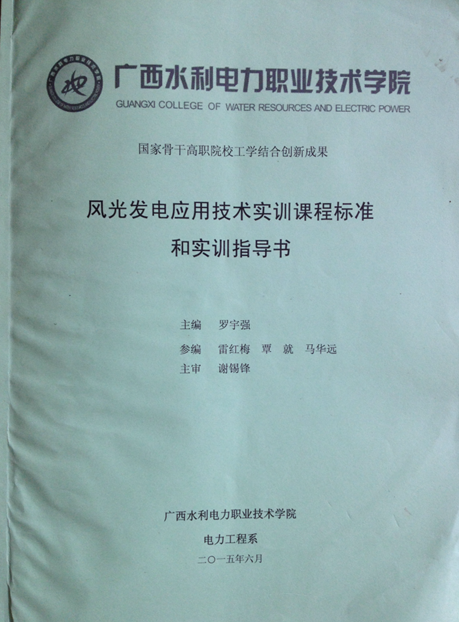 广西水利电力职业技术学院
GUANGXI COLLEGE OF WATER RESOURCES AND ELECTRIC POWER
国家骨干高职院校工学结合创新成果
风光发电应用技术实训课程标准
和实训指导书
主编 罗宇强
参编 雷红梅 覃就 马华远
主审 谢锡锋
广西水利电力职业技术学院
电力工程系
二〇一五年六月